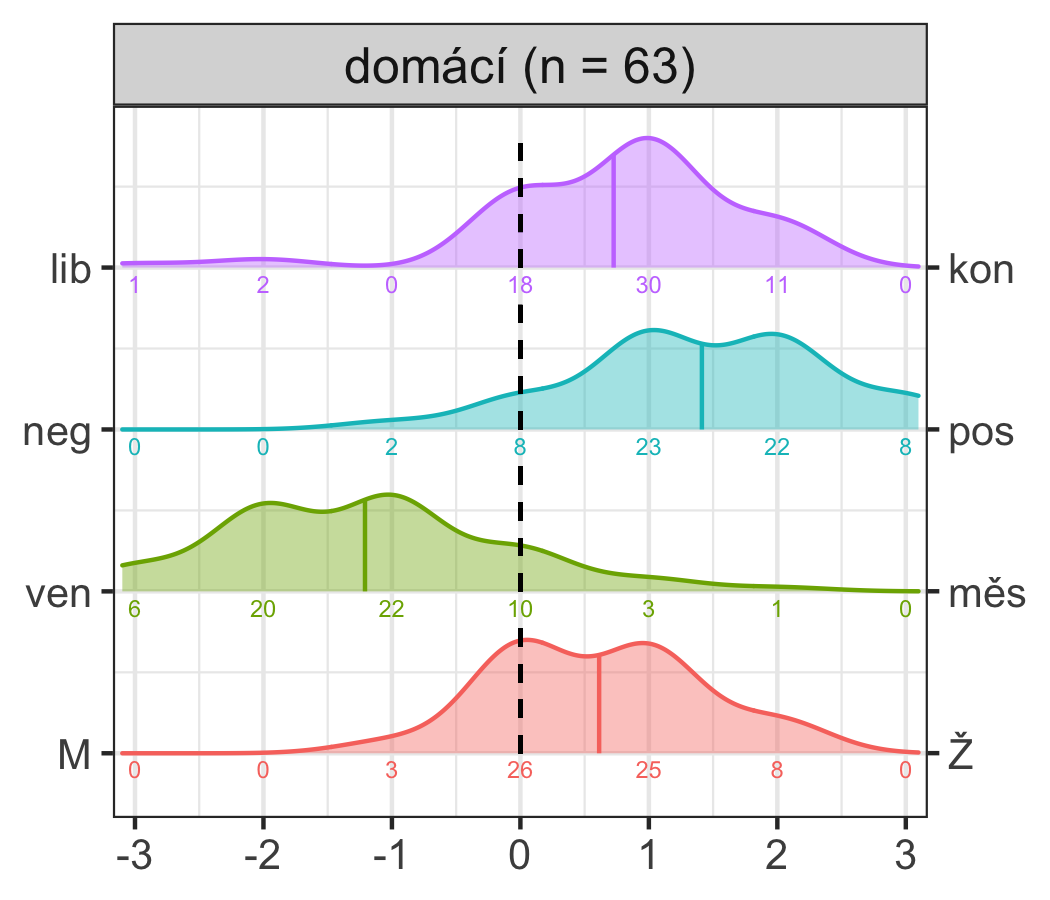 domácí (n = 63)
lib kon
1 2 0 18 30 11 0
neg pos
0 0 2 8 23 22 8
ven měs
6 20 22 10 3 1 0
M Ž
0 0 3 26 25 8 0
-3 -2 -1 0 1 2 3